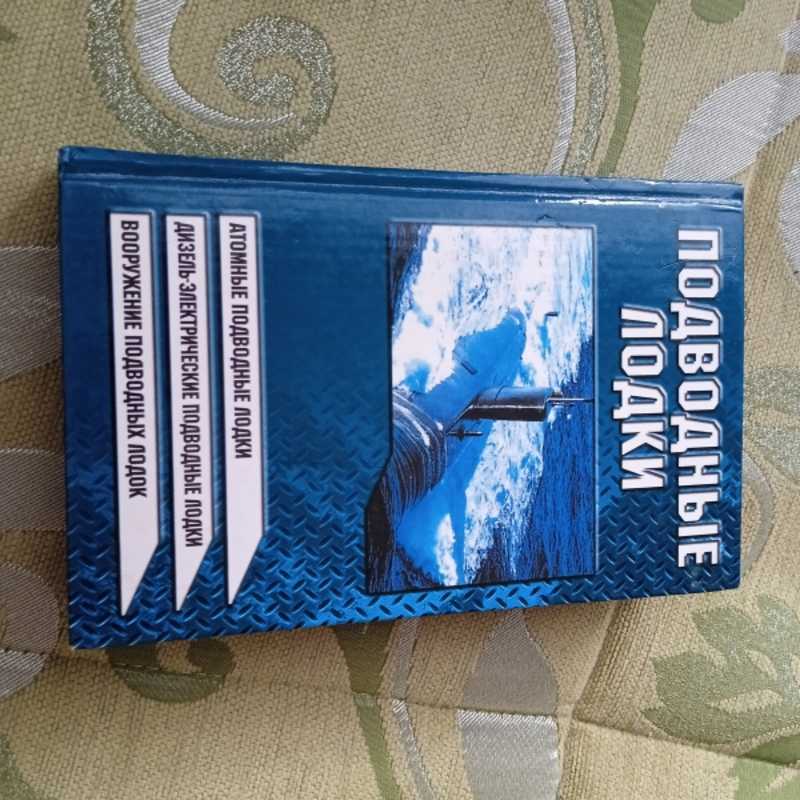 ПОДВОДНЫЕ
ЛОДКИ
АТОМНЫЕ ПОДВОДНЫЕ ЛОДКИ
ДИЗЕЛЬ-ЭЛЕКТРИЧЕСКИЕ ПОДВОДНЫЕ ЛОДКИ
ВООРУЖЕНИЕ ПОДВОДНЫХ ЛОДОК